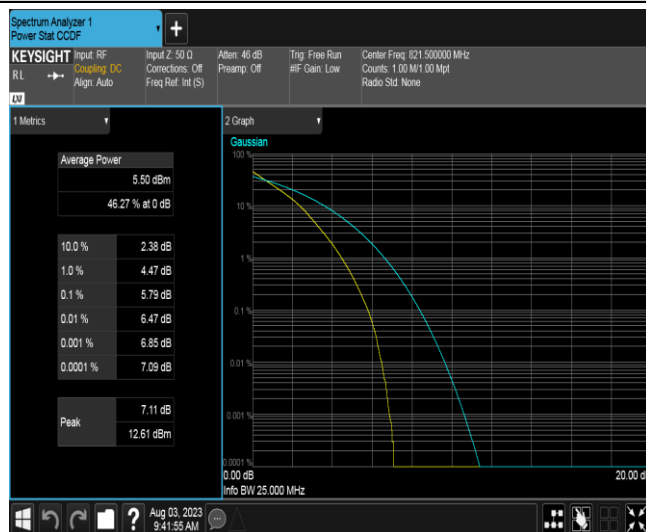 Spectrum Analyzer 1
Power Stat CCDF
+
KEYSIGHT
RL
LXI
Input: RF
Coupling: DC
Align: Auto
Input Z: 50 Ω
Corrections: Off
Freq Ref: Int (S)
Atten: 46 dB
Preamp: Off
Trig: Free Run
#IF Gain: Low
Center Freq: 821.500000 MHz
Counts: 1.00 M/1.00 Mpt
Radio Std: None
1 Metrics
Average Power
5.50 dBm
46.27 % at 0 dB
10.0 % 2.38 dB
1.0 % 4.47 dB
0.1 % 5.79 dB
0.01 % 6.47 dB
0.001 % 6.85 dB
0.0001 % 7.09 dB
Peak
7.11 dB
12.61 dBm
2 Graph
Gaussian
100 %
10 %
1 %
0.1 %
0.01 %
0.001 %
0.0001 %
0.00 dB
20.00 d
Info BW 25.000 MHz
?
Aug 03, 2023
9:41:55 AM